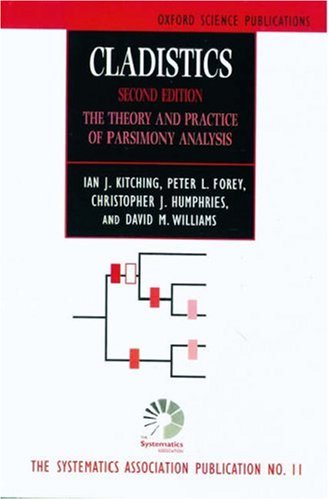 OXFORD SCIENCE PUBLICATIONS
CLADISTICS
SECOND EDITION
THE THEORY AND PRACTICE
OF PARSIMONY ANALYSIS
IAN J. KITCHING, PETER L. FOREY,
CHRISTOPHER J. HUMPHRIES,
AND DAVID M. WILLIAMS
THE
Systematics
ASSOCIATION
THE SYSTEMATICS ASSOCIATION PUBLICATION NO. 11